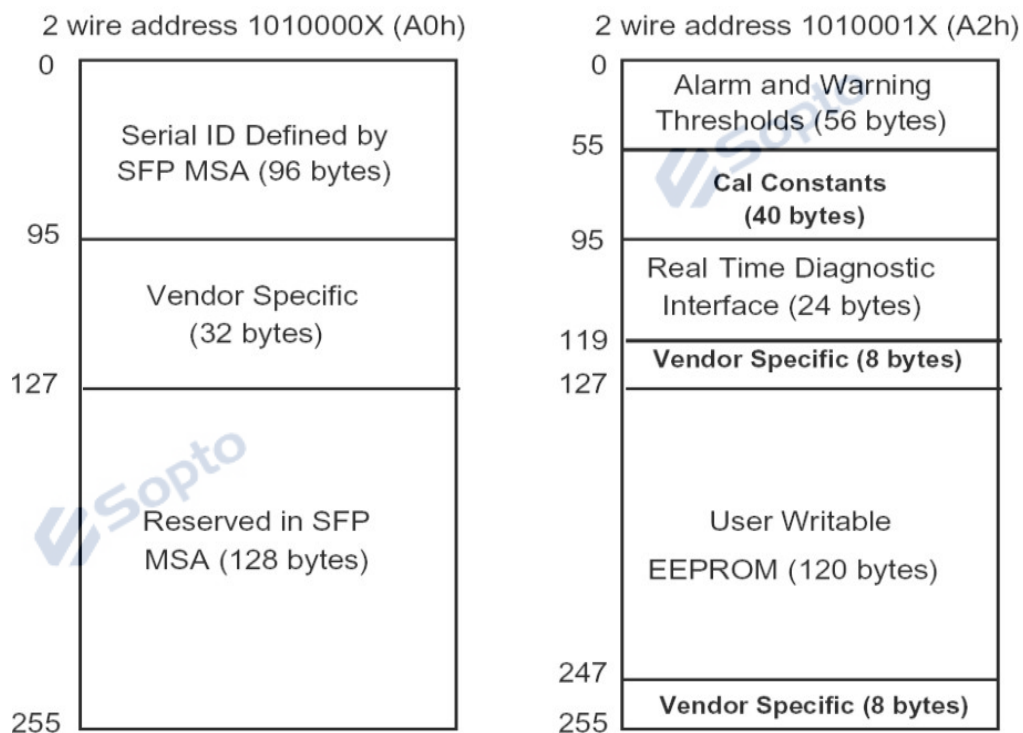 2 wire address 1010000X (A0h)
0
Serial ID Defined by
SFP MSA (96 bytes)
95
Vendor Specific
(32 bytes)
127
Sopto
Reserved in SFP
MSA (128 bytes)
255
2 wire address 1010001X (A2h)
0
Alarm and Warning
Thresholds (56 bytes)
Sopto
55
Cal Constants
(40 bytes)
95
Real Time Diagnostic
Interface (24 bytes)
119
Vendor Specific (8 bytes)
127
User Writable
EEPROM (120 bytes)
247
Vendor Specific (8 bytes)
255